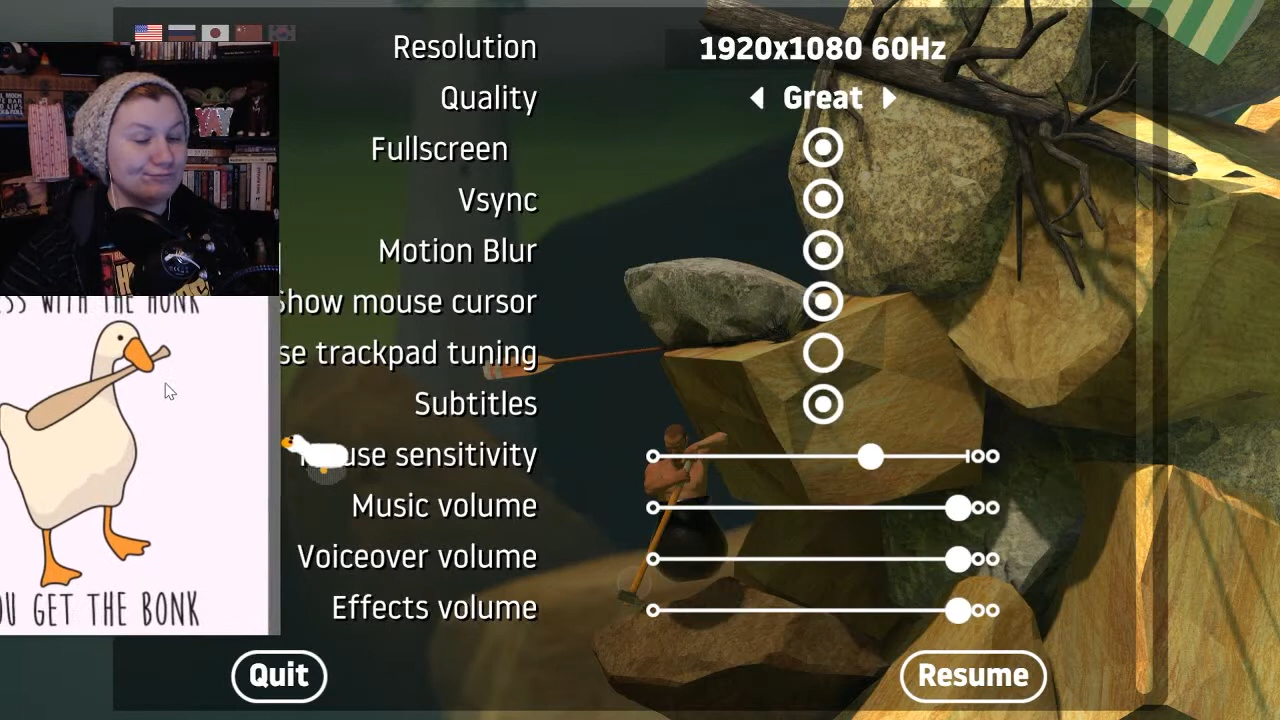 Resolution 1920x1080 60Hz
Quality Great
Fullscreen
Vsync
Motion Blur
Show mouse cursor
se trackpad tuning
Subtitles
use sensitivity
Music volume
Voiceover volume
Effects volume
Quit Resume
YAY
SS WITH THE HONK
OU GET THE BONK